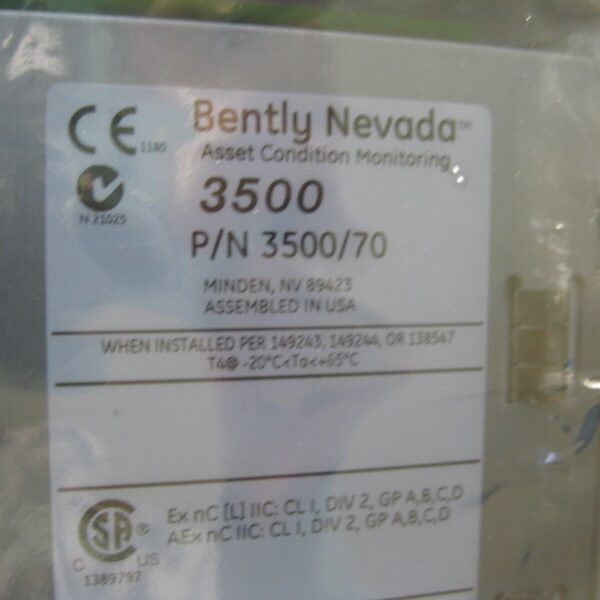 CE 1180
Bently Nevada™
Asset Condition Monitoring
N 21025
3500
P/N 3500/70
MINDEN, NV 89423
ASSEMBLED IN USA
WHEN INSTALLED PER 149243, 149244, OR 138547
T4@ -20°C<Ta<+65°C
SA®
C US
1389797
Ex nC [L] IIC: CL I, DIV 2, GP A,B,C,D
AEx nC IIC: CL I, DIV 2, GP A,B,C,D